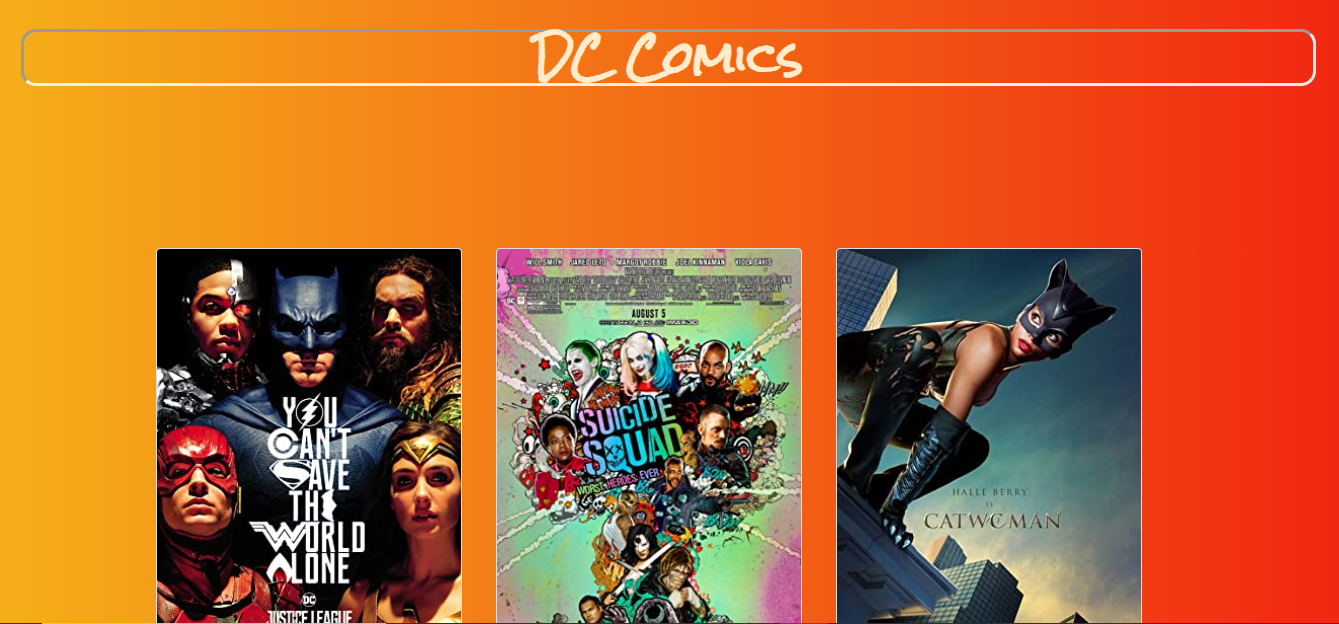 DC Comics
YOU
CAN'T
SAVE
THE
WORLD
ALONE
DC
JUSTICE LEAGUE
WILL SMITH JARED LETO MARGOT ROBBIE JOEL KINNAMAN VIOLA DAVIS
AUGUST 5
SUICIDE
SQUAD
WORST. HEROES. EVER.
HALLE BERRY
IS
CATWOMAN